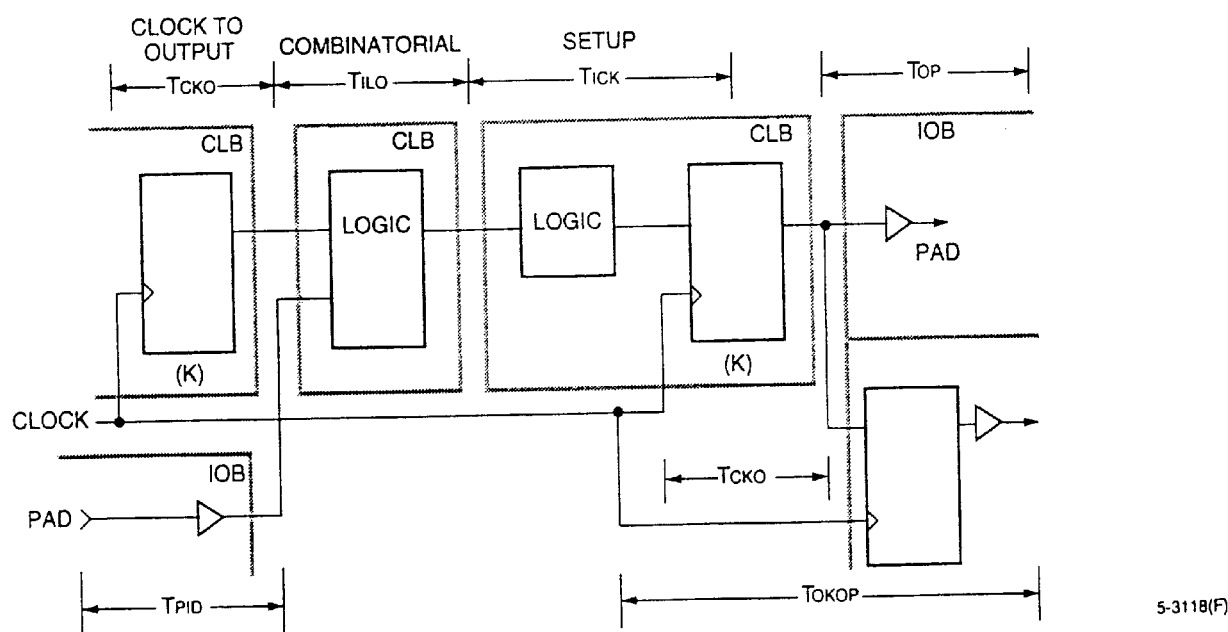 CLOCK TO
OUTPUT
COMBINATORIAL
SETUP
TCKO
TILO
TICK
TOP
CLB
CLB
CLB
IOB
LOGIC
LOGIC
PAD
(K)
(K)
CLOCK
IOB
TCKO
PAD
TPID
TOKOP
5-3118(F)